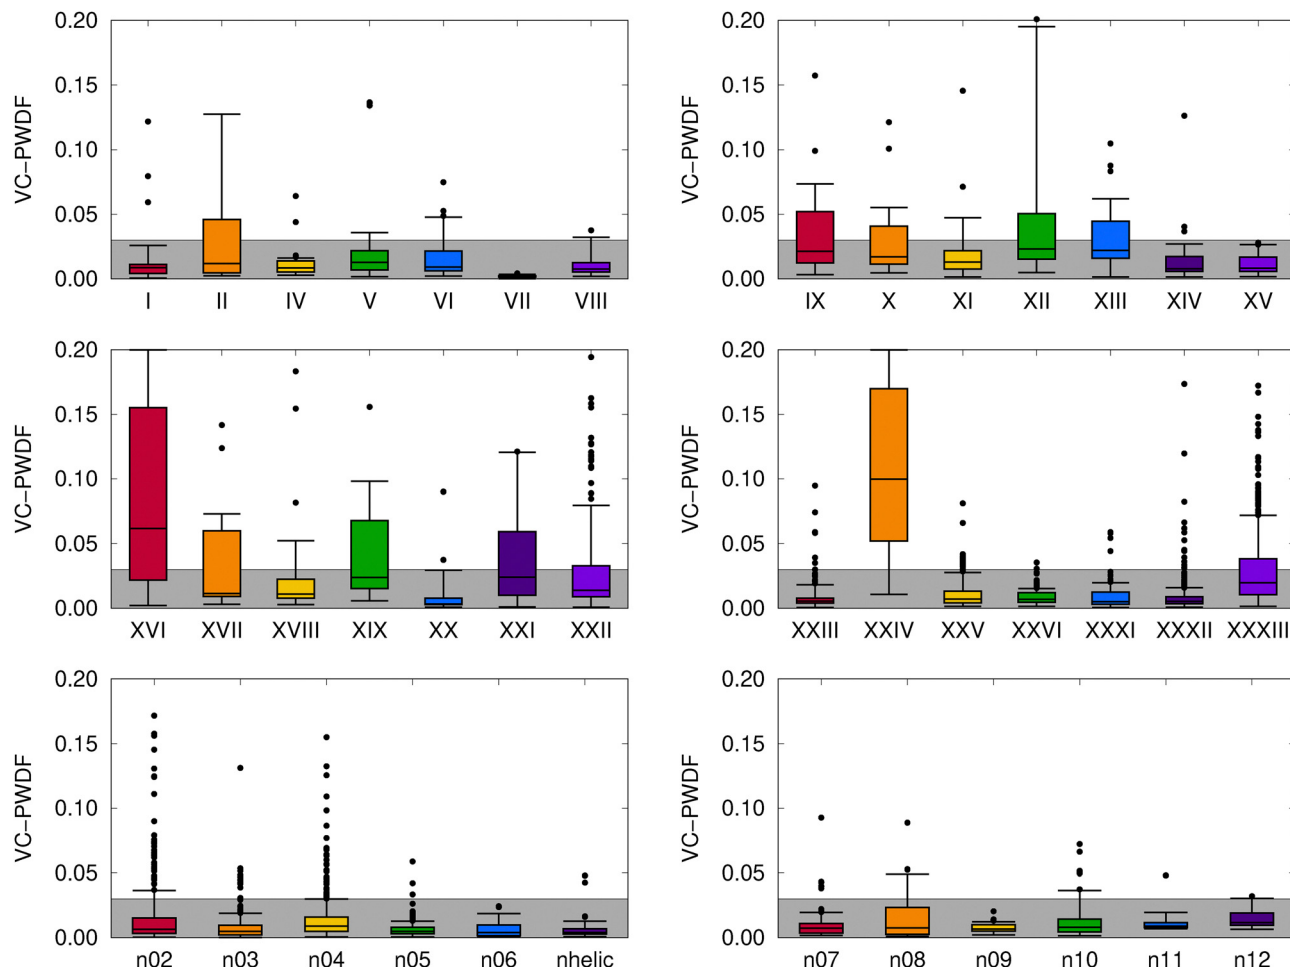 VC−PWDF
0.20
0.15
0.10
0.05
0.00
I II IV V VI VII VIII
VC−PWDF
0.20
0.15
0.10
0.05
0.00
IX X XI XII XIII XIV XV
VC−PWDF
0.20
0.15
0.10
0.05
0.00
XVI XVII XVIII XIX XX XXI XXII
VC−PWDF
0.20
0.15
0.10
0.05
0.00
XXIII XXIV XXV XXVI XXXI XXXII XXXIII
VC−PWDF
0.20
0.15
0.10
0.05
0.00
n02 n03 n04 n05 n06 nhelic
VC−PWDF
0.20
0.15
0.10
0.05
0.00
n07 n08 n09 n10 n11 n12